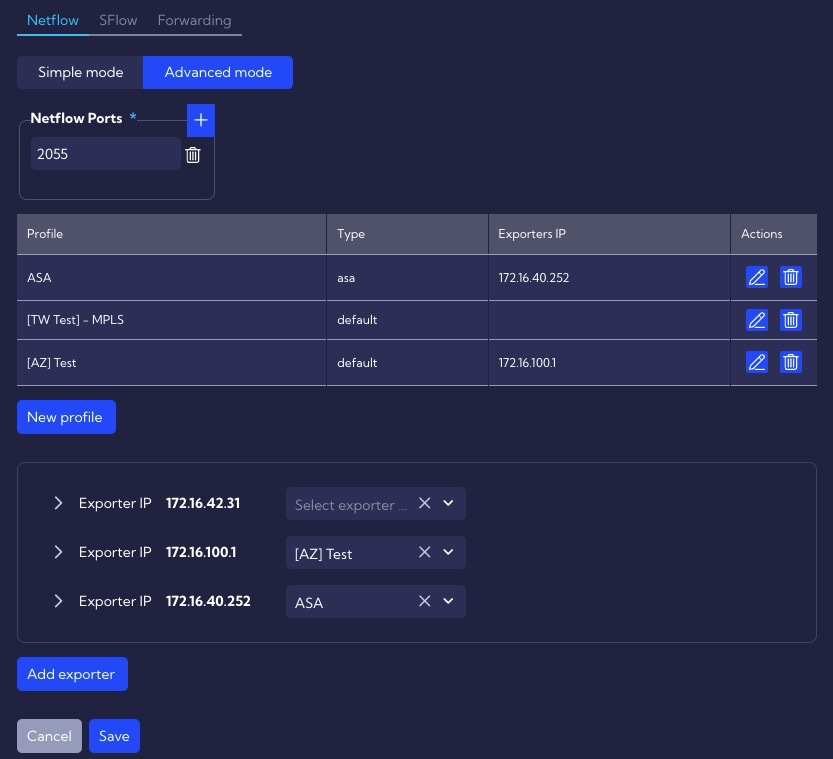 Netflow SFlow Forwarding
Simple mode Advanced mode
Netflow Ports *
2055
Profile Type Exporters IP Actions
ASA asa 172.16.40.252
[TW Test] - MPLS default
[AZ] Test default 172.16.100.1
New profile
Exporter IP 172.16.42.31 Select exporter ...
Exporter IP 172.16.100.1 [AZ] Test
Exporter IP 172.16.40.252 ASA
Add exporter
Cancel Save